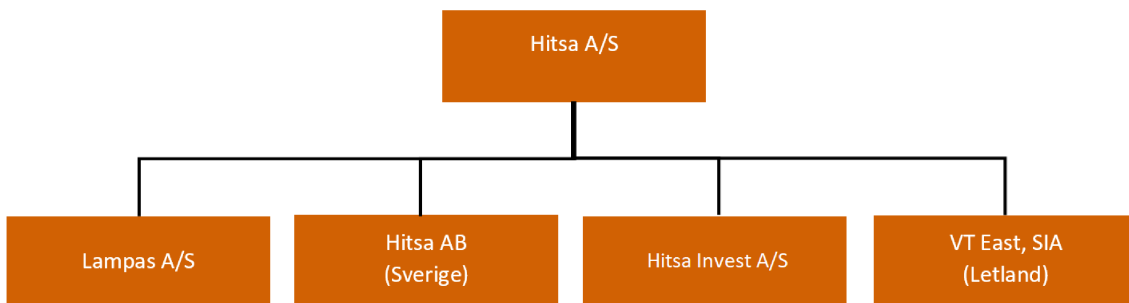 Hitsa A/S
Lampas A/S
Hitsa AB
(Sverige)
Hitsa Invest A/S
VT East, SIA
(Letland)